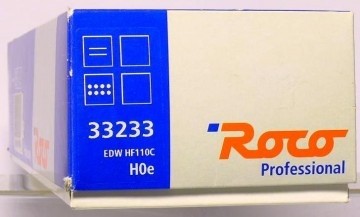 33233
EDW HF110C
H0e
Roco
Professional